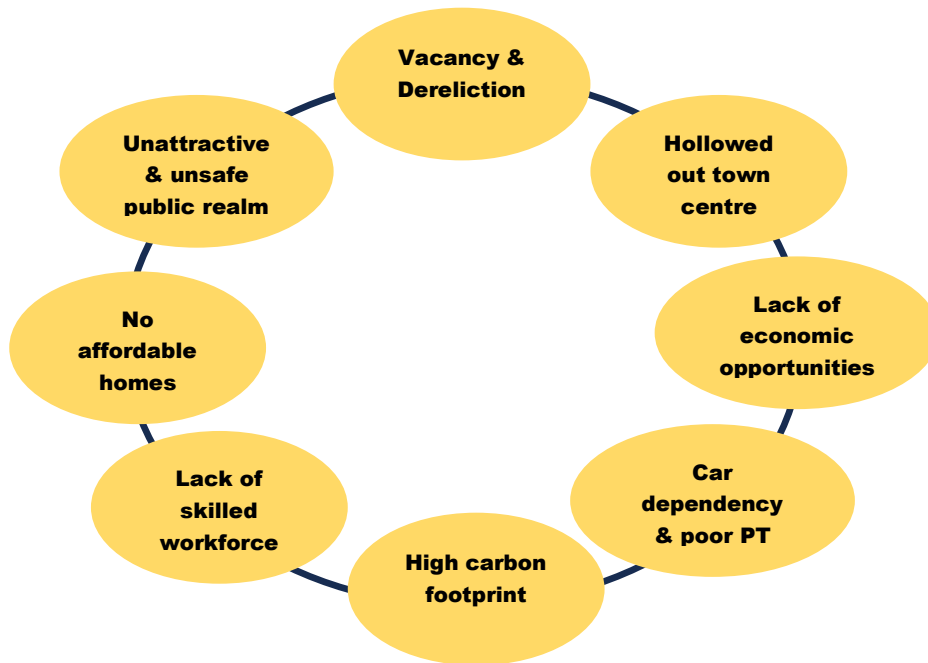 Vacancy &
Dereliction
Hollowed
out town
centre
Lack of
economic
opportunities
Car
dependency
& poor PT
High carbon
footprint
Lack of
skilled
workforce
No
affordable
homes
Unattractive
& unsafe
public realm